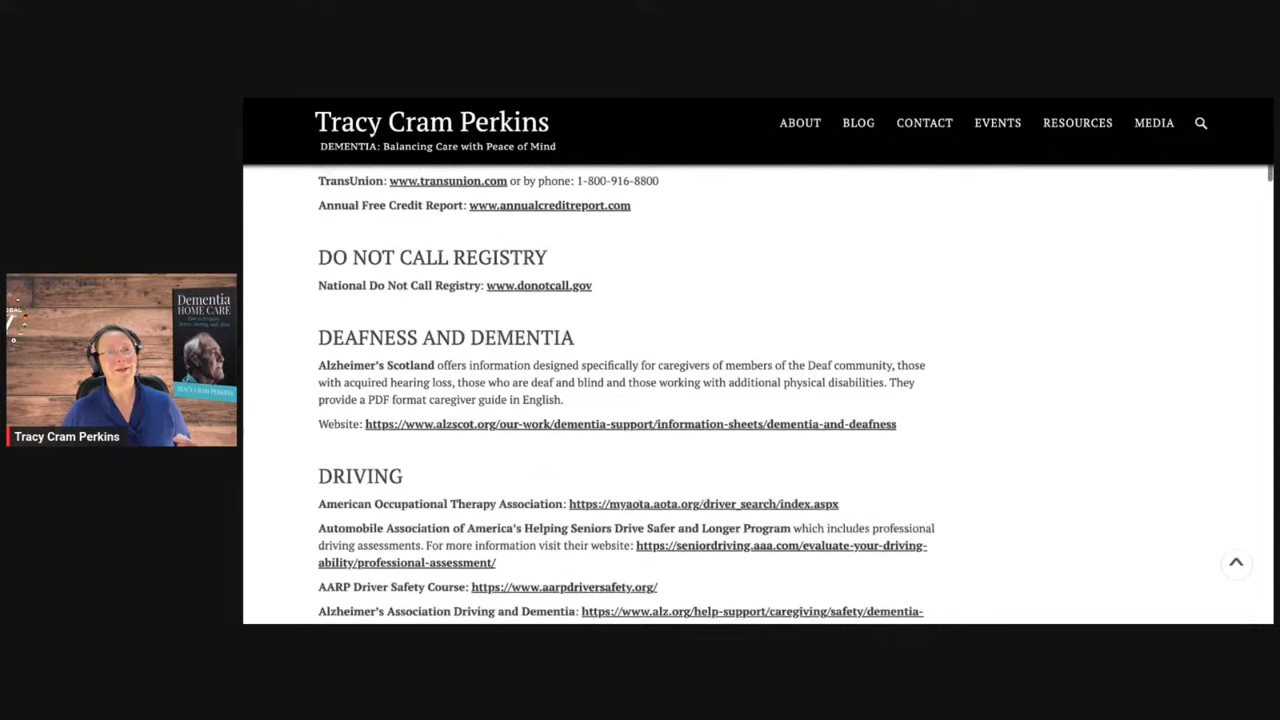 Tracy Cram Perkins
DEMENTIA: Balancing Care with Peace of Mind
ABOUT BLOG CONTACT EVENTS RESOURCES MEDIA
TransUnion: www.transunion.com or by phone: 1-800-916-8800
Annual Free Credit Report: www.annualcreditreport.com
DO NOT CALL REGISTRY
National Do Not Call Registry: www.donotcall.gov
DEAFNESS AND DEMENTIA
Alzheimer's Scotland offers information designed specifically for caregivers of members of the Deaf community, those
with acquired hearing loss, those who are deaf and blind and those working with additional physical disabilities. They
provide a PDF format caregiver guide in English.
Website: https://www.alzscot.org/our-work/dementia-support/information-sheets/dementia-and-deafness
DRIVING
American Occupational Therapy Association: https://myaota.aota.org/driver_search/index.aspx
Automobile Association of America's Helping Seniors Drive Safer and Longer Program which includes professional
driving assessments. For more information visit their website: https://seniordriving.aaa.com/evaluate-your-driving-
ability/professional-assessment/
AARP Driver Safety Course: https://www.aarpdriversafety.org/
Alzheimer's Association Driving and Dementia: https://www.alz.org/help-support/caregiving/safety/dementia-
Dementia
HOME CARE
TRACY CRAM PERKINS
Tracy Cram Perkins